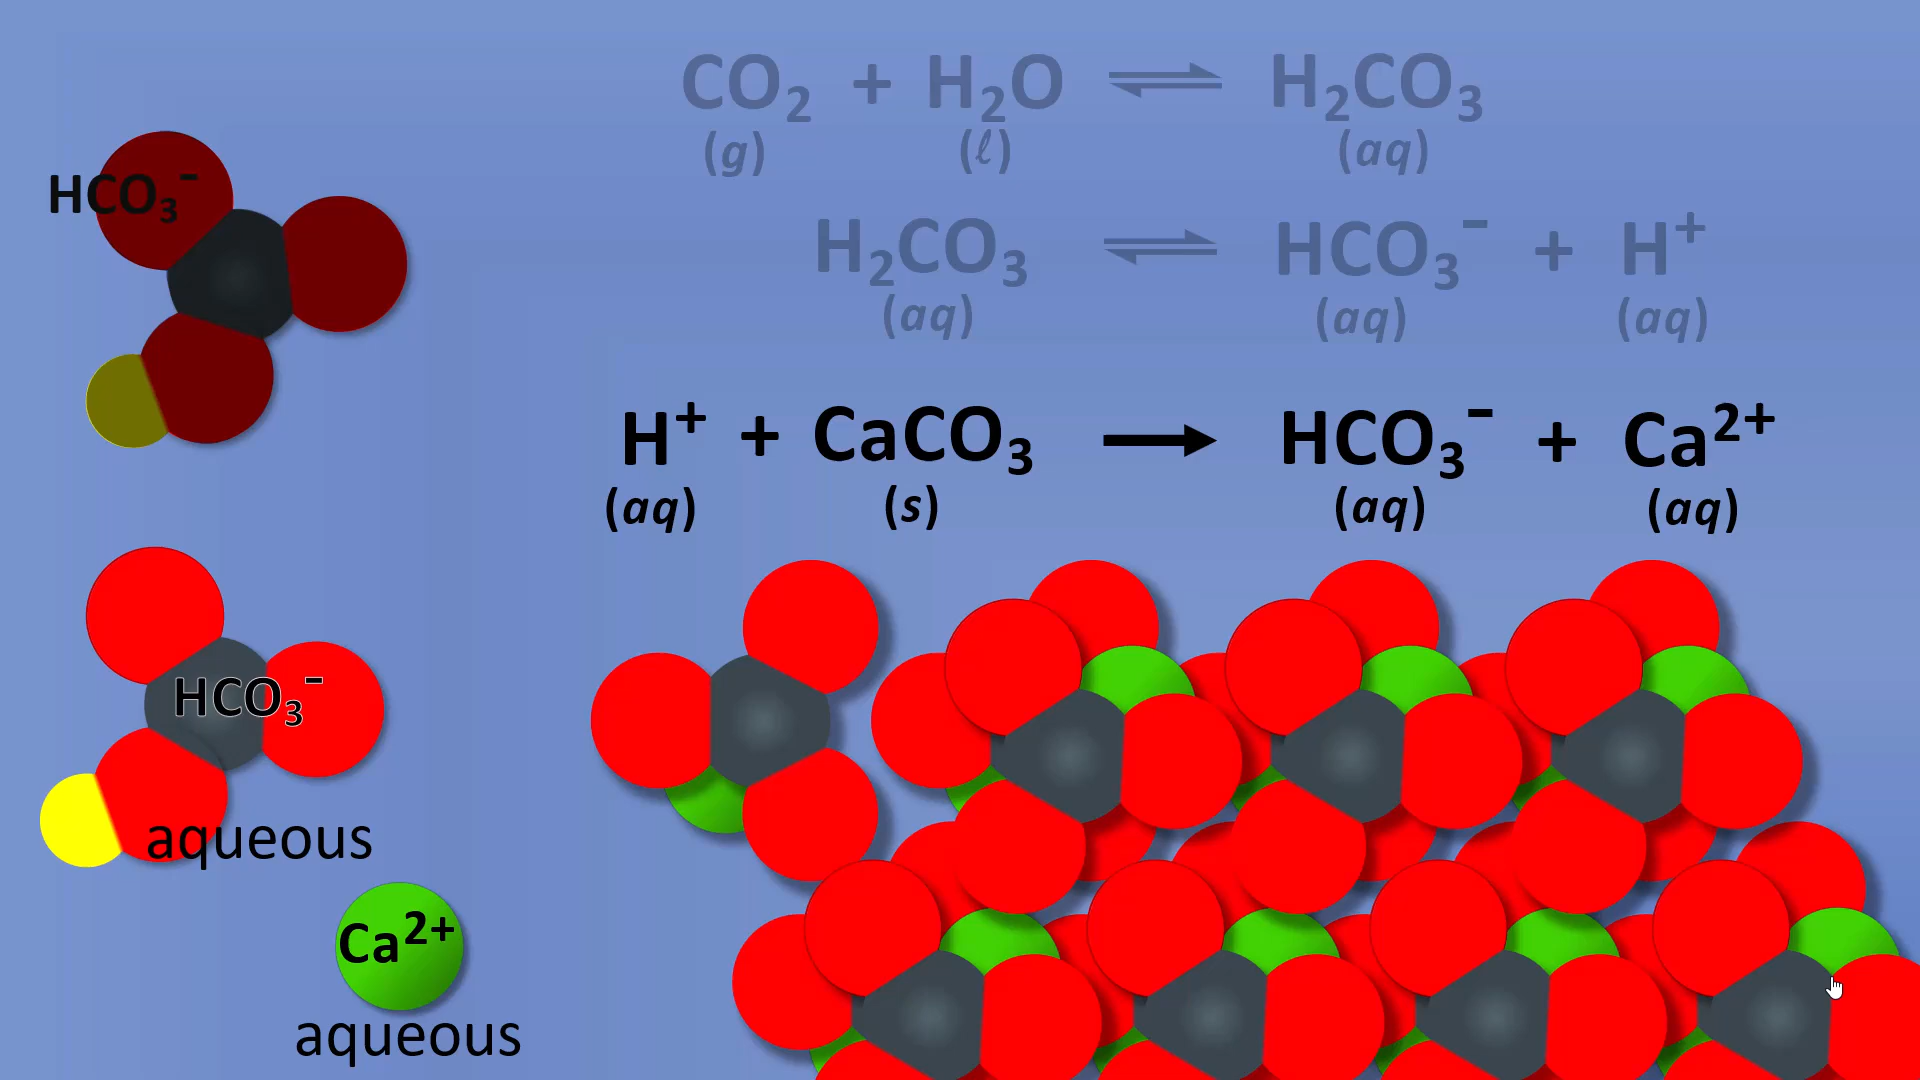 CO₂ + H₂O ⇌ H₂CO₃
(g) (ℓ) (aq)
H₂CO₃ ⇌ HCO₃⁻ + H⁺
(aq) (aq) (aq)
H⁺ + CaCO₃ → HCO₃⁻ + Ca²⁺
(aq) (s) (aq) (aq)
HCO₃⁻
HCO₃⁻
aqueous
Ca²⁺
aqueous